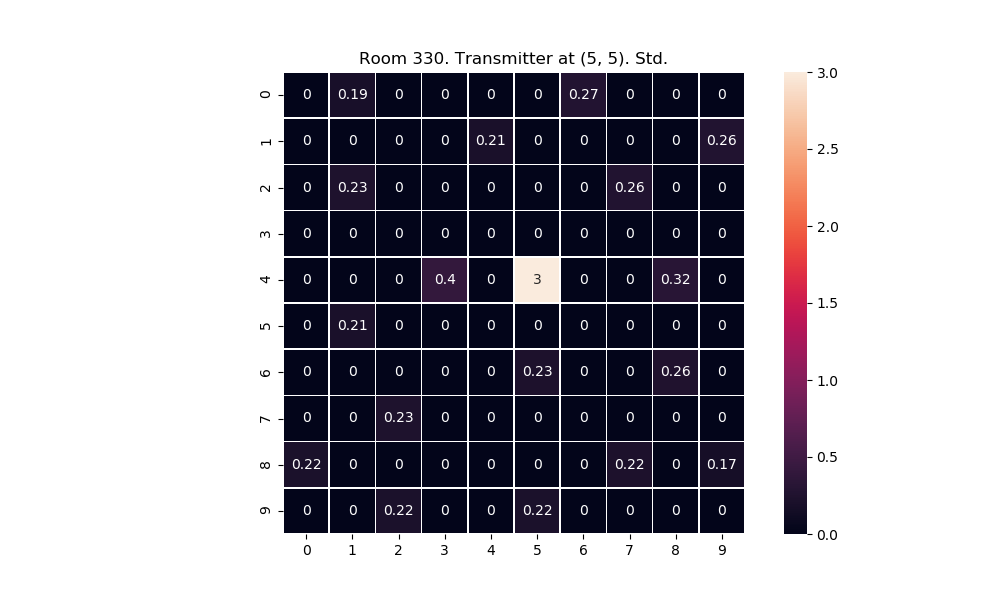 Room 330. Transmitter at (5, 5). Std.
0 0 0.19 0 0 0 0 0.27 0 0 0
1 0 0 0 0 0.21 0 0 0 0 0.26
2 0 0.23 0 0 0 0 0 0.26 0 0
3 0 0 0 0 0 0 0 0 0 0
4 0 0 0 0.4 0 3 0 0 0.32 0
5 0 0.21 0 0 0 0 0 0 0 0
6 0 0 0 0 0 0.23 0 0 0.26 0
7 0 0 0.23 0 0 0 0 0 0 0
8 0.22 0 0 0 0 0 0 0.22 0 0.17
9 0 0 0.22 0 0 0.22 0 0 0 0
0 1 2 3 4 5 6 7 8 9
3.0
2.5
2.0
1.5
1.0
0.5
0.0